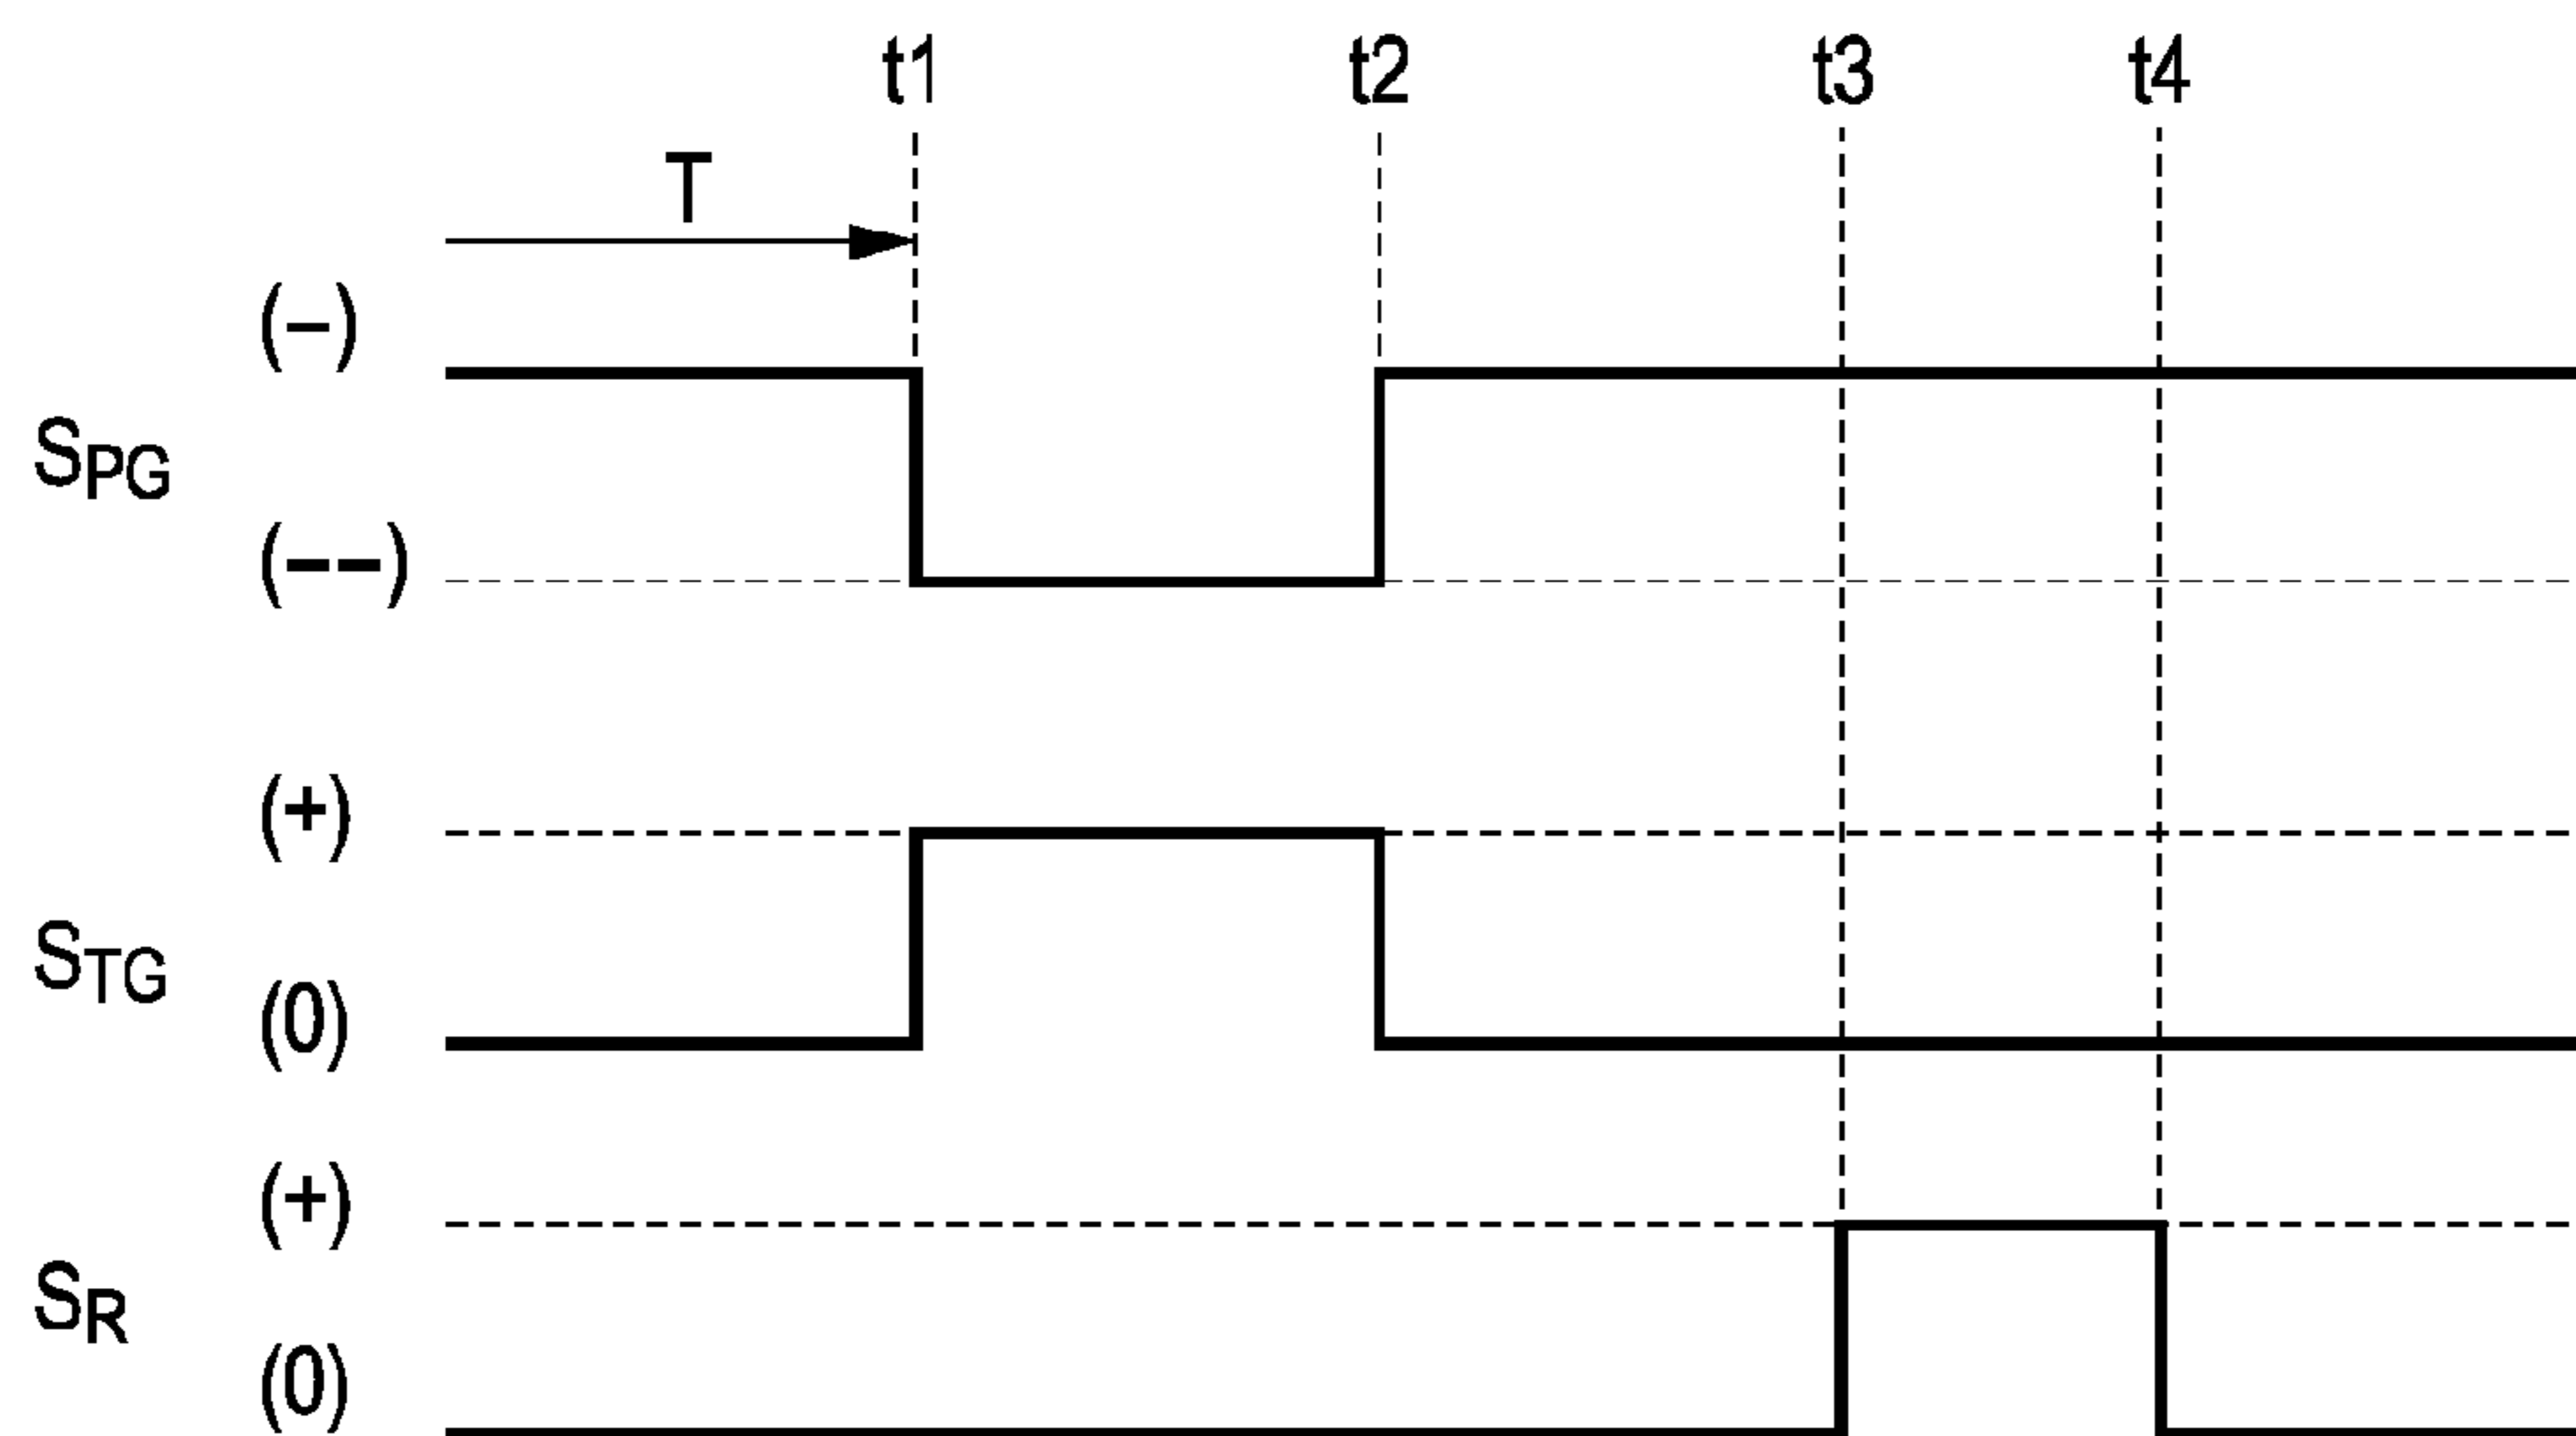 t1 t2 t3 t4
T
(–)
SPG
(– –)
(+)
STG
(0)
(+)
SR
(0)